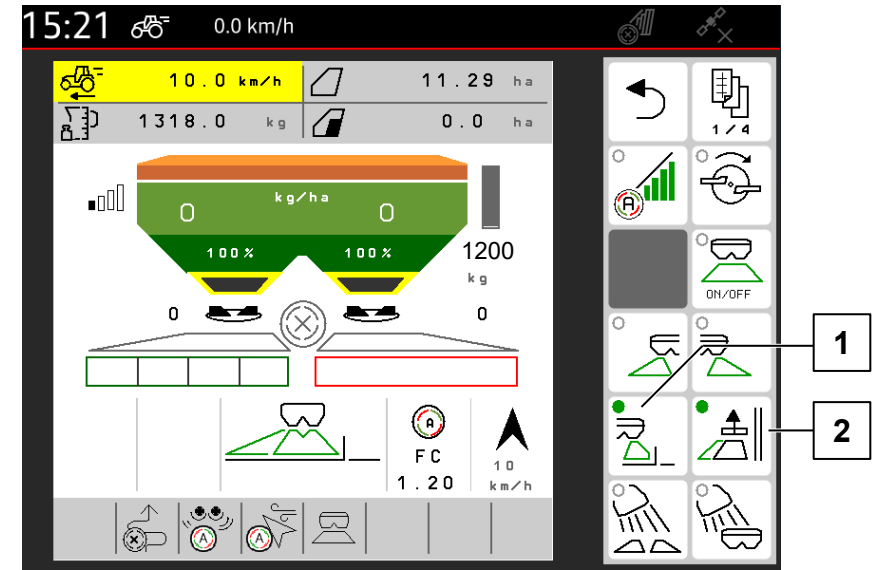 15:21 0.0 km/h
10.0 km/h 11.29 ha
1318.0 kg 0.0 ha
1/4
kg/ha
0 0
A
100% 100% 1200
kg
ON/OFF
0 0
1
A
FC 10
1.20 km/h
2
A A